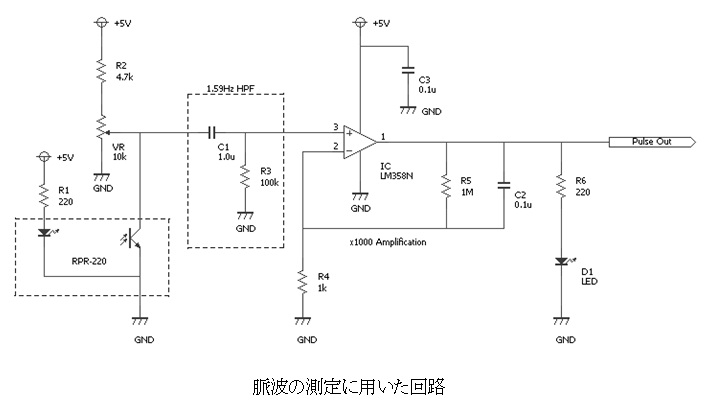 +5V
R2
4.7k
VR
10k
GND
+5V
R1
220
RPR-220
GND
1.59Hz HPF
C1
1.0u
R3
100k
GND
+5V
C3
0.1u
GND
3
2
1
IC
LM358N
GND
R5
1M
C2
0.1u
x1000 Amplification
R4
1k
GND
R6
220
D1
LED
GND
Pulse Out
脈波の測定に用いた回路